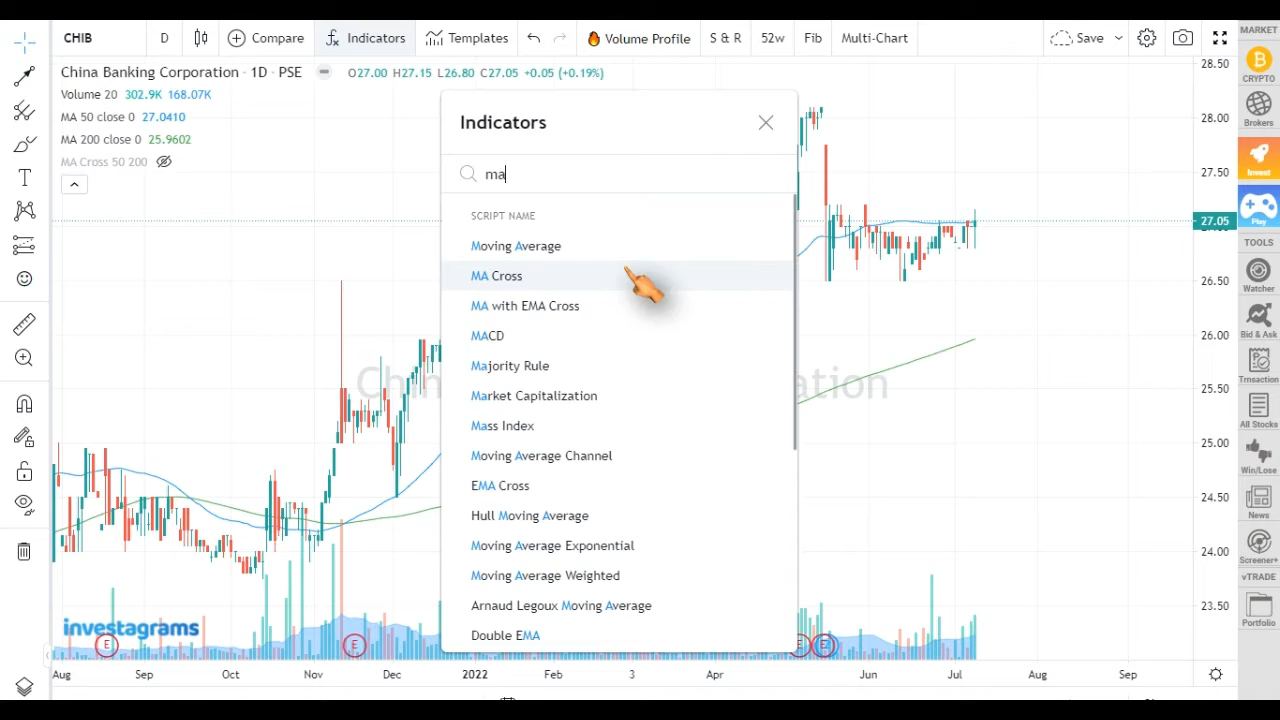 CHIB D Compare Indicators Templates Volume Profile S & R 52w Fib Multi-Chart Save
China Banking Corporation · 1D · PSE O27.00 H27.15 L26.80 C27.05 +0.05 (+0.19%)
Volume 20 302.9K 168.07K
MA 50 close 0 27.0410
MA 200 close 0 25.9602
MA Cross 50 200
Indicators
ma
SCRIPT NAME
Moving Average
MA Cross
MA with EMA Cross
MACD
Majority Rule
Market Capitalization
Mass Index
Moving Average Channel
EMA Cross
Hull Moving Average
Moving Average Exponential
Moving Average Weighted
Arnaud Legoux Moving Average
Double EMA
investagrams
E E E E
28.50
28.00
27.50
27.05
26.50
26.00
25.50
25.00
24.50
24.00
23.50
Aug Sep Oct Nov Dec 2022 Feb 3 Apr Jun Jul Aug Sep
MARKET
CRYPTO
Brokers
Invest
Play
TOOLS
Watcher
Bid & Ask
Trnsaction
All Stocks
Win/Lose
News
Screener+
vTRADE
Portfolio